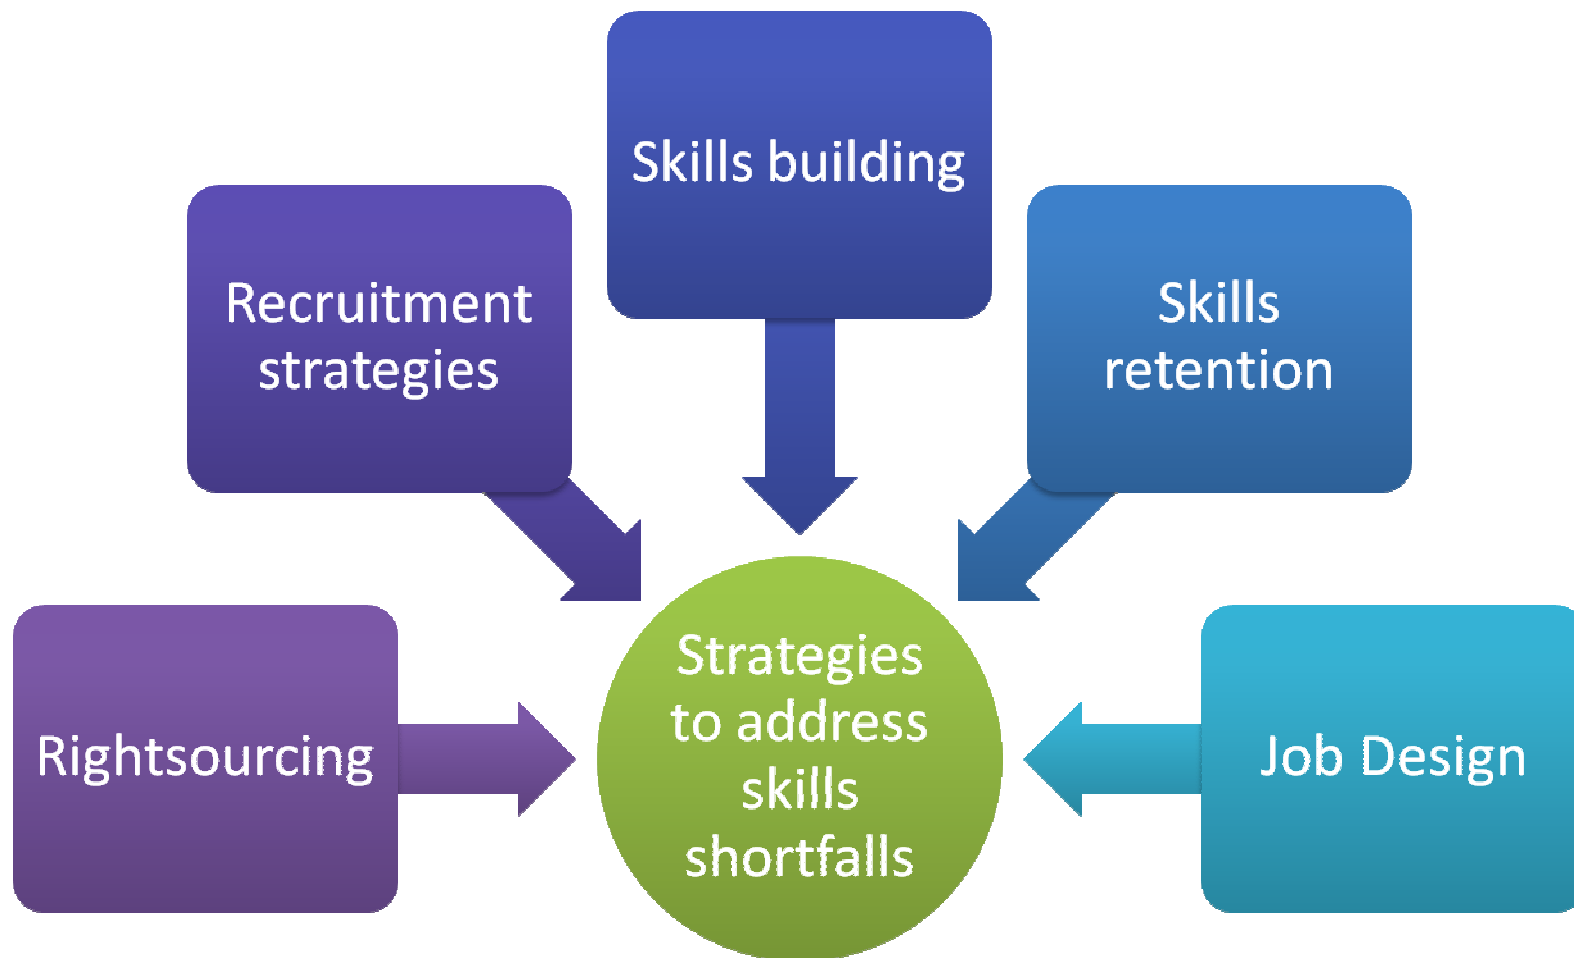 Skills building
Recruitment
strategies
Skills
retention
Rightsourcing
Strategies
to address
skills
shortfalls
Job Design